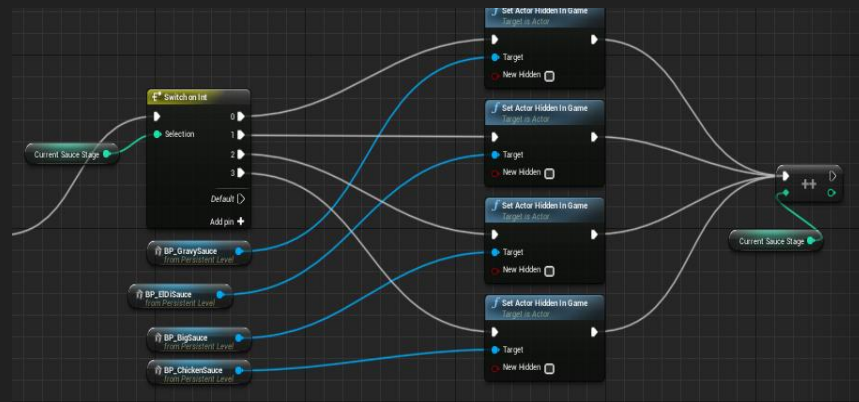 Set Actor Hidden In Game
Target is Actor
Target
New Hidden
Switch on Int
0
Selection
1
2
3
Default
Add pin +
Current Sauce Stage
Set Actor Hidden In Game
Target is Actor
Target
New Hidden
++
Set Actor Hidden In Game
Target is Actor
Target
New Hidden
Current Sauce Stage
BP_GravySauce
from Persistent Level
BP_ElDiSauce
from Persistent Level
Set Actor Hidden In Game
Target is Actor
Target
New Hidden
BP_BigSauce
from Persistent Level
BP_ChickenSauce
from Persistent Level